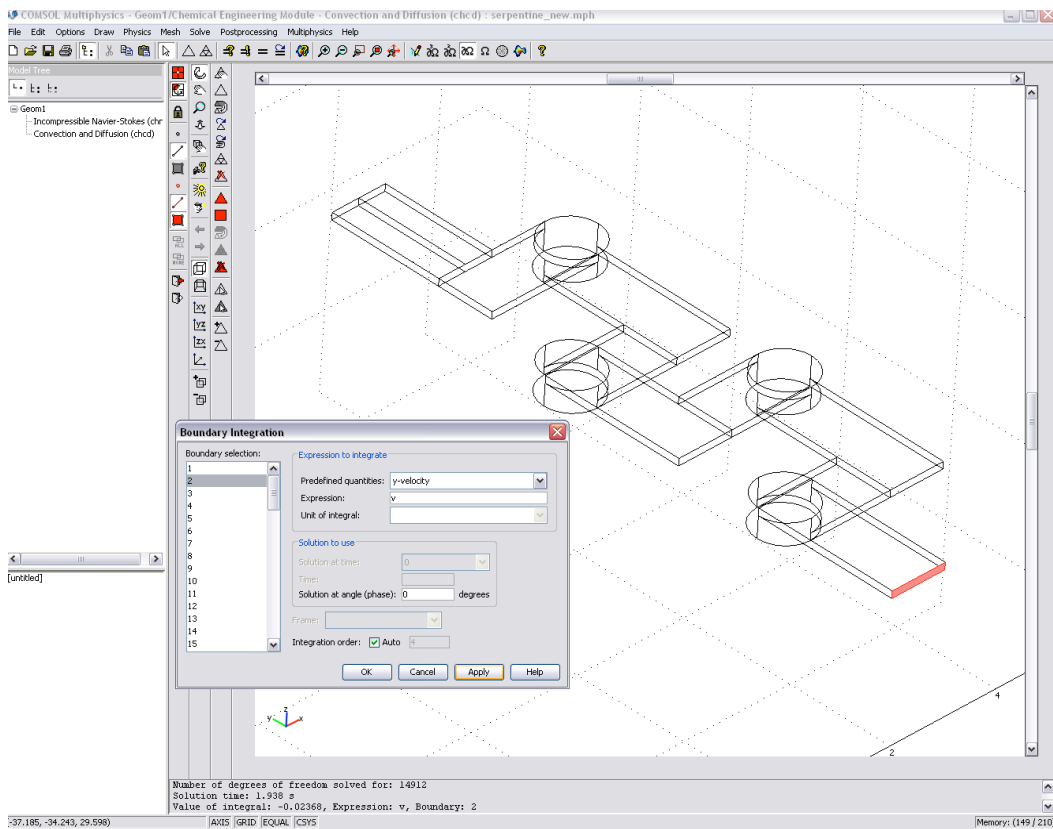 COMSOL Multiphysics - Geom1/Chemical Engineering Module - Convection and Diffusion (chcd) : serpentine_new.mph
File Edit Options Draw Physics Mesh Solve Postprocessing Multiphysics Help
Model Tree
Geom1
Incompressible Navier-Stokes (chr
Convection and Diffusion (chcd)
[untitled]
Boundary Integration
Boundary selection:
1
2
3
4
5
6
7
8
9
10
11
12
13
14
15
Expression to integrate
Predefined quantities: y-velocity
Expression: v
Unit of integral:
Solution to use
Solution at time: 0
Time:
Solution at angle (phase): 0 degrees
Frame:
Integration order: Auto 4
OK Cancel Apply Help
z
y x
4
2
Number of degrees of freedom solved for: 14912
Solution time: 1.938 s
Value of integral: -0.02368, Expression: v, Boundary: 2
(-37.185, -34.243, 29.598) AXIS GRID EQUAL CSYS Memory: (149 / 210